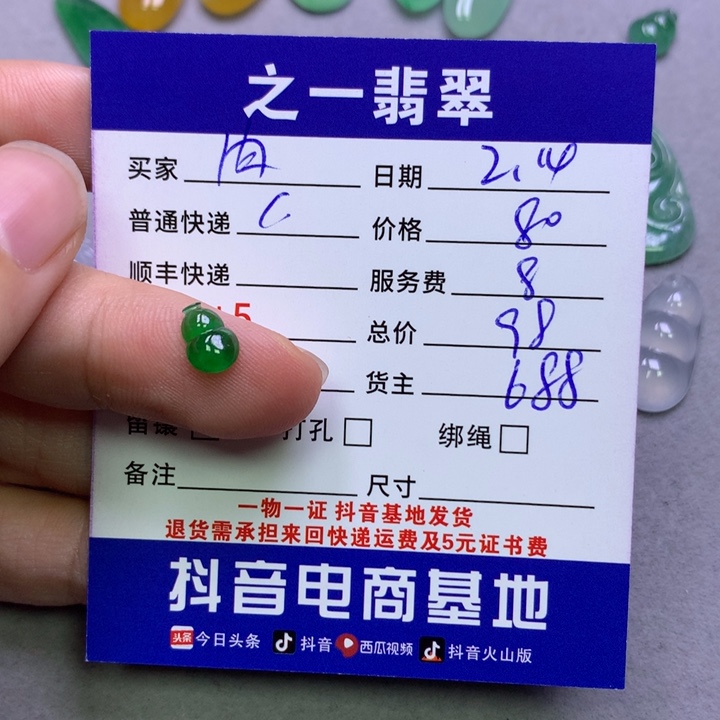 之一翡翠
买家 日期 2.14
普通快递 价格 80
顺丰快递 服务费 8
5 总价 98
货主 688
打孔 绑绳
备注 尺寸
一物一证 抖音基地发货
退货需承担来回快递运费及5元证书费
抖音电商基地
头条 今日头条 抖音 西瓜视频 抖音火山版